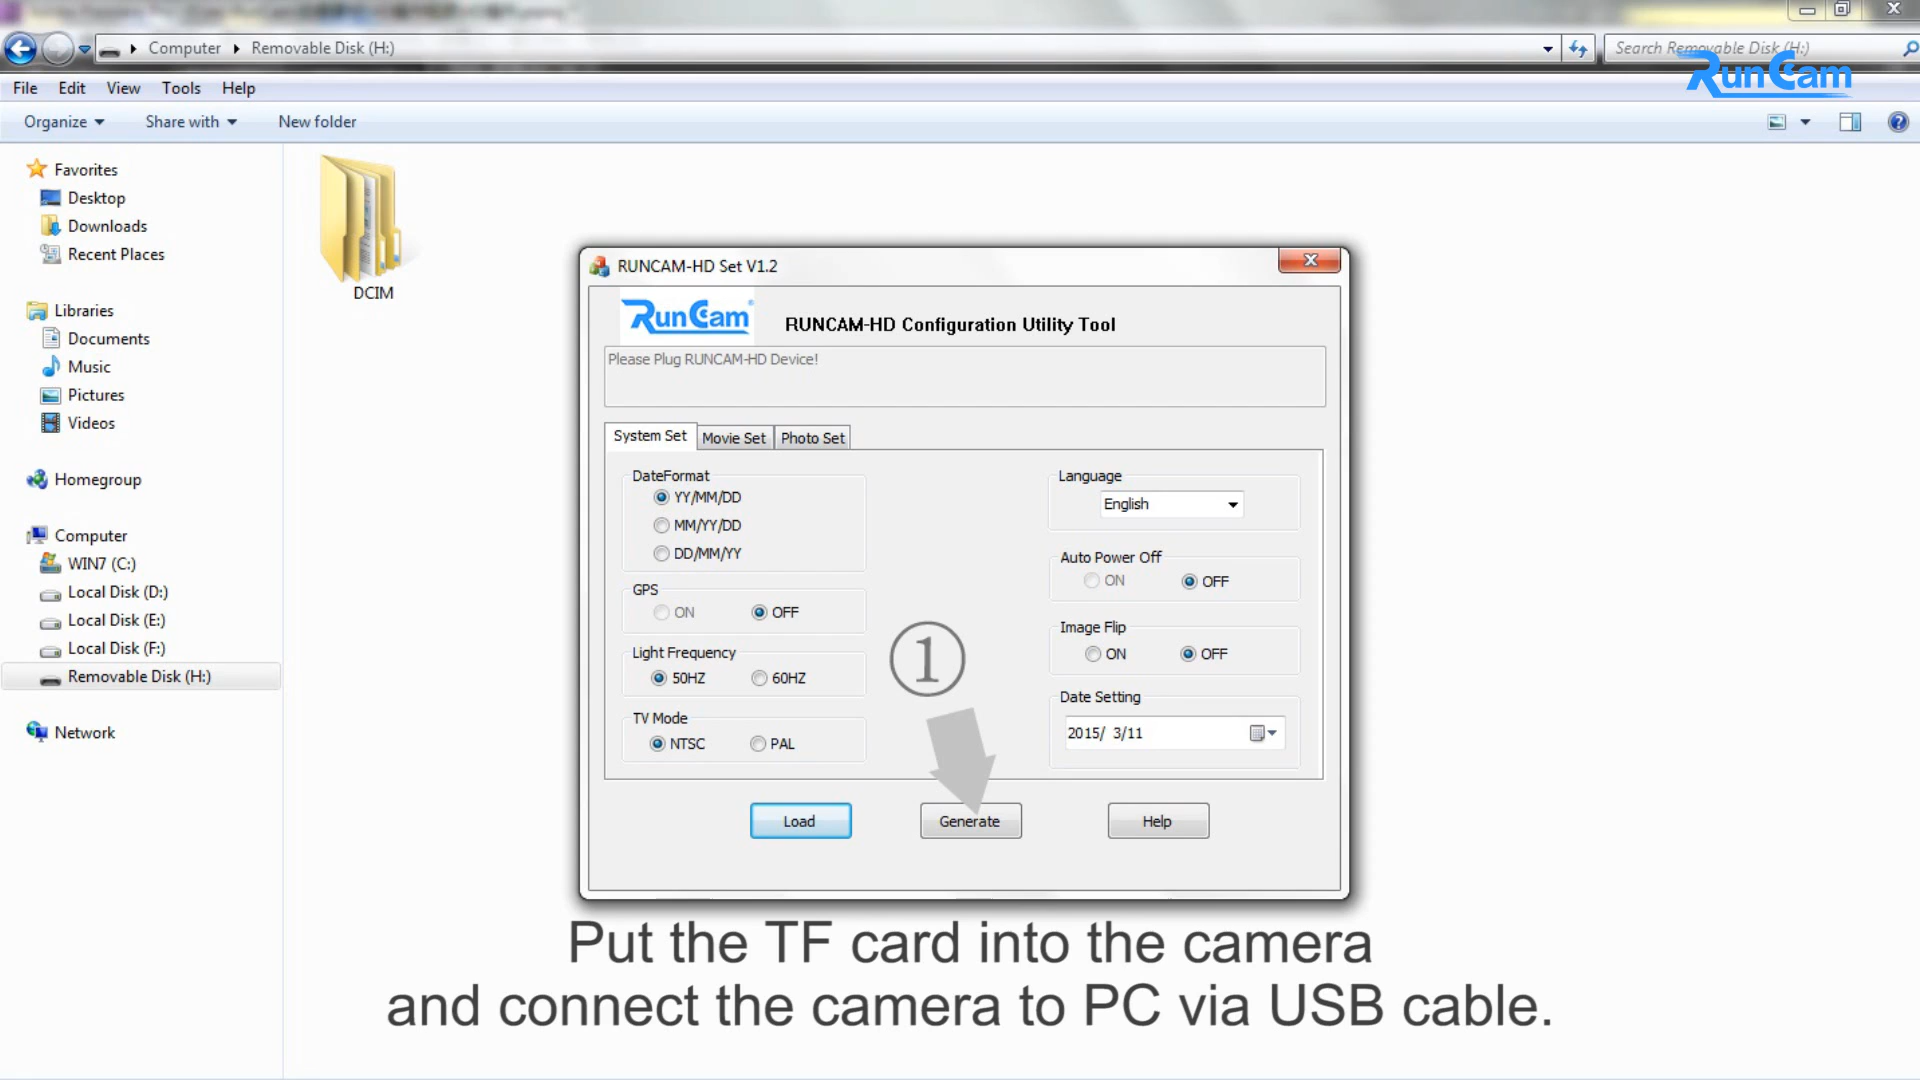 Computer ▸ Removable Disk (H:)
Search Removable Disk (H:)
RunCam
File Edit View Tools Help
Organize Share with New folder
Favorites
Desktop
Downloads
Recent Places
Libraries
Documents
Music
Pictures
Videos
Homegroup
Computer
WIN7 (C:)
Local Disk (D:)
Local Disk (E:)
Local Disk (F:)
Removable Disk (H:)
Network
DCIM
RUNCAM-HD Set V1.2
RunCam
RUNCAM-HD Configuration Utility Tool
Please Plug RUNCAM-HD Device!
System Set Movie Set Photo Set
DateFormat
YY/MM/DD
MM/YY/DD
DD/MM/YY
GPS
ON OFF
Light Frequency
50HZ 60HZ
TV Mode
NTSC PAL
Language
English
Auto Power Off
ON OFF
Image Flip
ON OFF
Date Setting
2015/ 3/11
①
Load Generate Help
Put the TF card into the camera
and connect the camera to PC via USB cable.